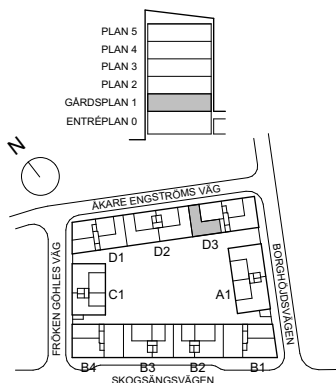 PLAN 5
PLAN 4
PLAN 3
PLAN 2
GÅRDSPLAN 1
ENTRÉPLAN 0
N
ÅKARE ENGSTRÖMS VÄG
FRÖKEN GÖHLES VÄG
BORGHÖJDSVÄGEN
D1
D2
D3
C1
A1
B4
B3
B2
B1
SKOGSÄNGSVÄGEN